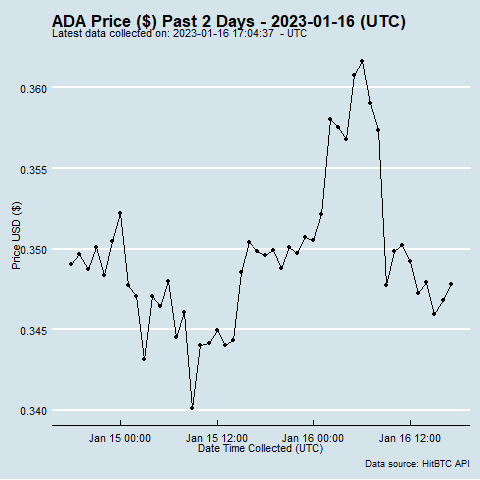 ADA Price ($) Past 2 Days - 2023-01-16 (UTC)
Latest data collected on: 2023-01-16 17:04:37 - UTC
0.360
0.355
0.350
0.345
0.340
Price USD ($)
Jan 15 00:00
Jan 15 12:00
Jan 16 00:00
Jan 16 12:00
Date Time Collected (UTC)
Data source: HitBTC API